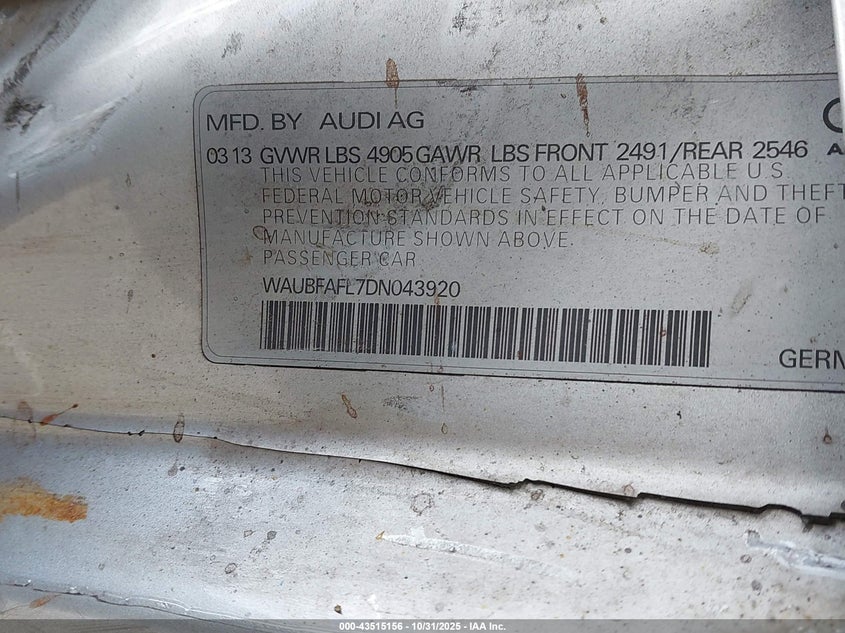 MFD. BY AUDI AG
03 13 GVWR LBS 4905 GAWR LBS FRONT 2491/REAR 2546
THIS VEHICLE CONFORMS TO ALL APPLICABLE U S
FEDERAL MOTOR VEHICLE SAFETY, BUMPER AND THEFT
PREVENTION STANDARDS IN EFFECT ON THE DATE OF
MANUFACTURE SHOWN ABOVE.
PASSENGER CAR
WAUBFAFL7DN043920
GERM
000-43515156 - 10/31/2025 - IAA Inc.